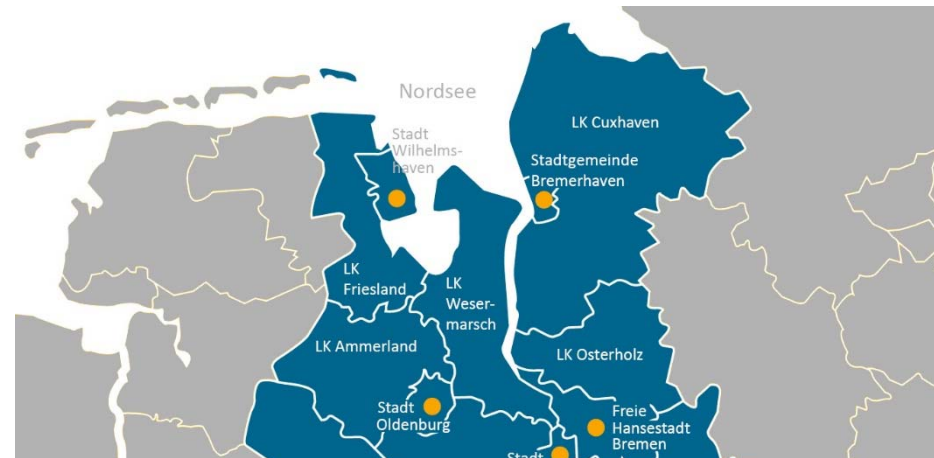 Nordsee
LK Cuxhaven
Stadt
Wilhelms-
haven
Stadtgemeinde
Bremerhaven
LK
Friesland
LK
Weser-
marsch
LK Ammerland
LK Osterholz
Stadt
Oldenburg
Freie
Hansestadt
Bremen
Stadt